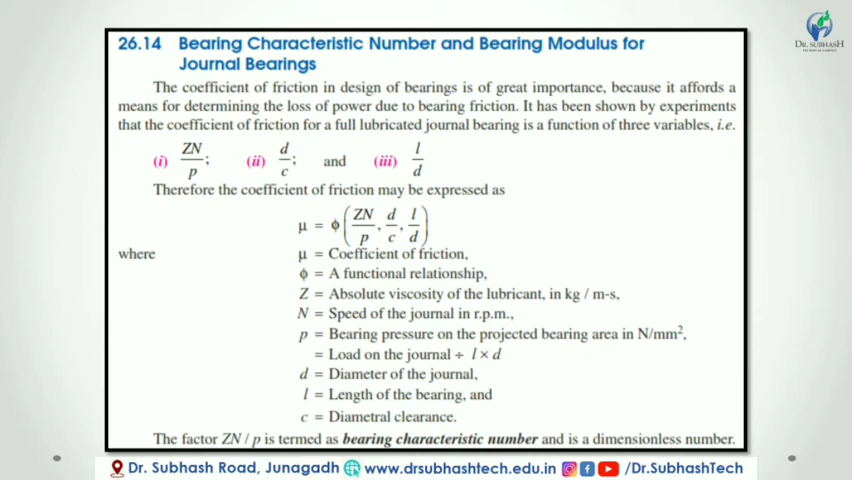 26.14 Bearing Characteristic Number and Bearing Modulus for
Journal Bearings
The coefficient of friction in design of bearings is of great importance, because it affords a
means for determining the loss of power due to bearing friction. It has been shown by experiments
that the coefficient of friction for a full lubricated journal bearing is a function of three variables, i.e.
(i) ZN/p; (ii) d/c; and (iii) l/d
Therefore the coefficient of friction may be expressed as
μ = ϕ (ZN/p, d/c, l/d)
where μ = Coefficient of friction,
ϕ = A functional relationship,
Z = Absolute viscosity of the lubricant, in kg / m-s,
N = Speed of the journal in r.p.m.,
p = Bearing pressure on the projected bearing area in N/mm²,
= Load on the journal ÷ l × d
d = Diameter of the journal,
l = Length of the bearing, and
c = Diametral clearance.
The factor ZN / p is termed as bearing characteristic number and is a dimensionless number.
DR. SUBHASH
Dr. Subhash Road, Junagadh www.drsubhashtech.edu.in /Dr.SubhashTech